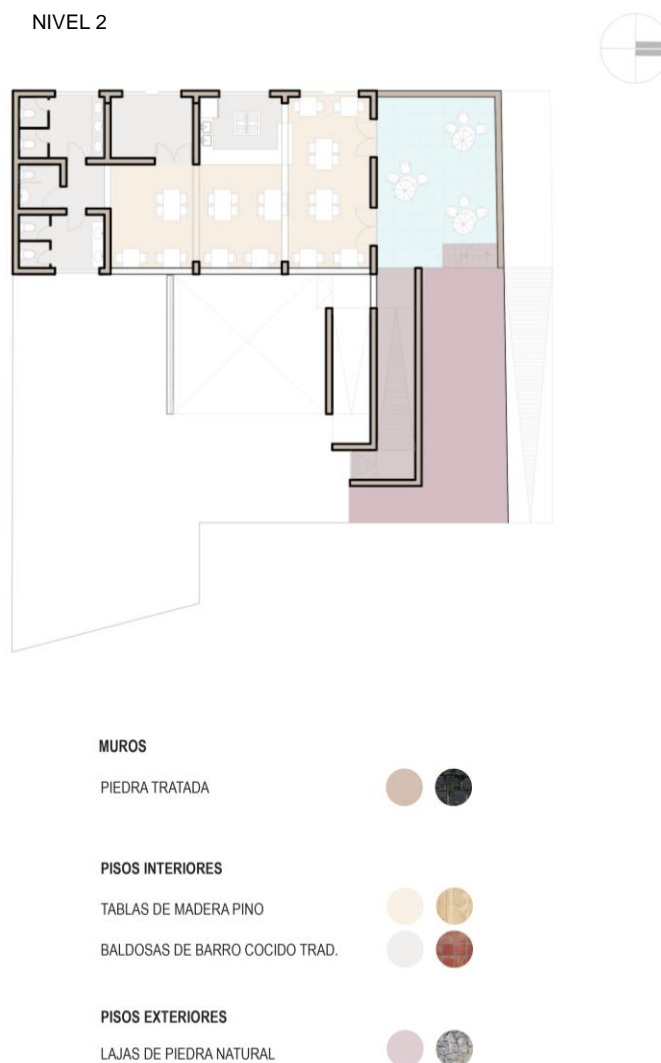 NIVEL 2
MUROS
PIEDRA TRATADA
PISOS INTERIORES
TABLAS DE MADERA PINO
BALDOSAS DE BARRO COCIDO TRAD.
PISOS EXTERIORES
LAJAS DE PIEDRA NATURAL